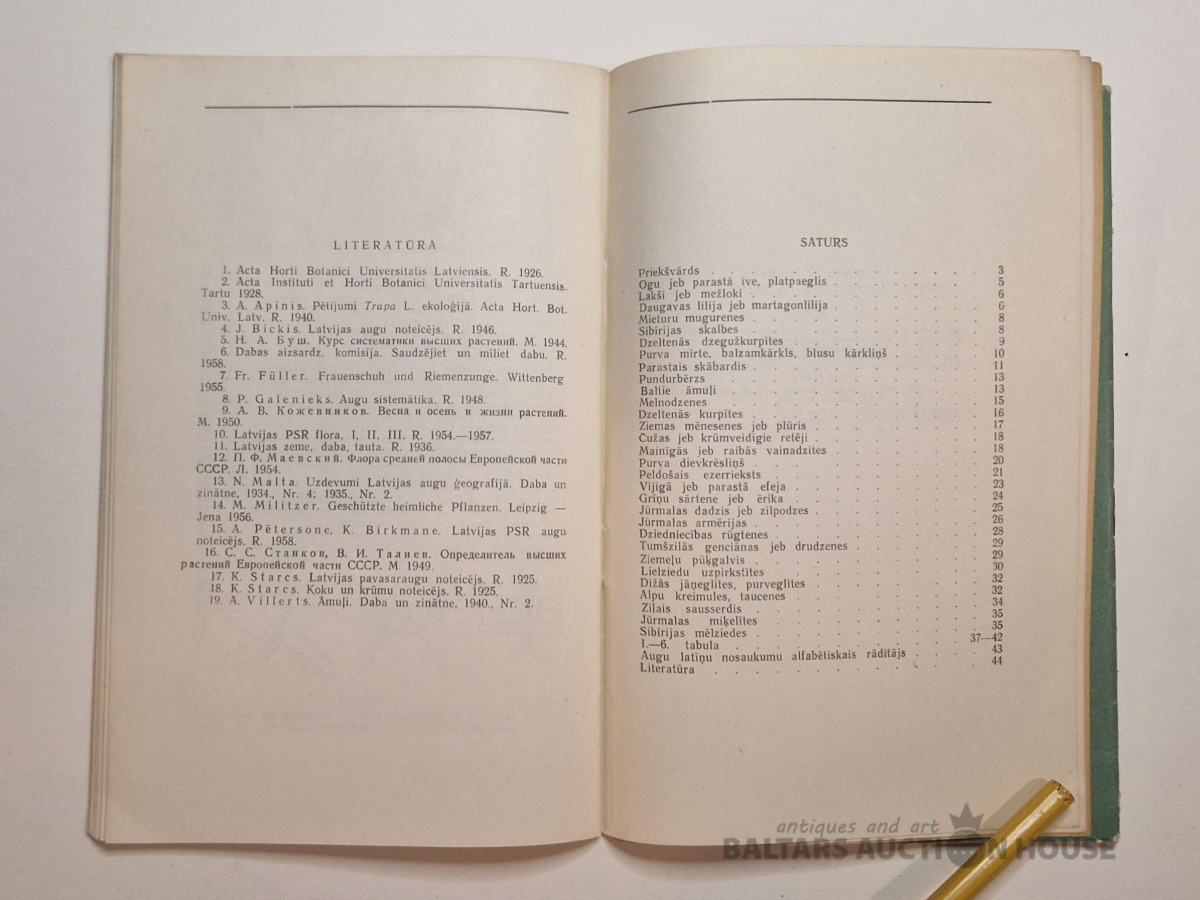 LITERATŪRA
1. Acta Horti Botanici Universitatis Latviensis. R. 1926.
2. Acta Instituti et Horti Botanici Universitatis Tartuensis.
Tartu 1928.
3. A. Apinis. Pētījumi Trapa L. ekoloģijā. Acta Hort. Bot.
Univ. Latv. R. 1940.
4. J. Bickis. Latvijas augu noteicējs. R. 1946.
5. Н. А. Буш. Курс систематики высших растений. М. 1944.
6. Dabas aizsardz. komisija. Saudzējiet un mīliet dabu. R.
1958.
7. Fr. Füller. Frauenschuh und Riemenzunge. Wittenberg
1955.
8. P. Galenieks. Augu sistemātika. R. 1948.
9. А. В. Кожевников. Весна и осень в жизни растений.
М. 1950.
10. Latvijas PSR flora, I, II, III. R. 1954.—1957.
11. Latvijas zeme, daba, tauta. R. 1936.
12. П. Ф. Маевский. Флора средней полосы Европейской части
СССР. Л. 1954.
13. N. Malta. Uzdevumi Latvijas augu ģeografijā. Daba un
zinātne, 1934., Nr. 4; 1935., Nr. 2.
14. M. Militzer. Geschützte heimliche Pflanzen. Leipzig —
Jena 1956.
15. A. Pētersone, K. Birkmane. Latvijas PSR augu
noteicējs. R. 1958.
16. С. С. Станков, В. И. Талиев. Определитель высших
растений Европейской части СССР. М. 1949.
17. K. Starcs. Latvijas pavasaraugu noteicējs. R. 1925.
18. K. Starcs. Koku un krūmu noteicējs. R. 1925.
19. A. Villerts. Āmuļi. Daba un zinātne, 1940., Nr. 2.
SATURS
Priekšvārds . . . . . . . . . . . . 3
Ogu jeb parastā īve, platpaeglis . . . . . . . 5
Lakši jeb mežloki . . . . . . . . . . 6
Daugavas lilija jeb martagonlilija . . . . . . . 6
Mieturu mugurenes . . . . . . . . . . 8
Sibīrijas skalbes . . . . . . . . . . 8
Dzeltenās dzegužkurpītes . . . . . . . . 9
Purva mirte, balzamkārkls, blusu kārkliņš . . . . 10
Parastais skābardis . . . . . . . . . . 11
Pundurbērzs . . . . . . . . . . . 13
Baltie āmuļi . . . . . . . . . . . 13
Melnodzenes . . . . . . . . . . . 15
Dzeltenās kurpītes . . . . . . . . . . 16
Ziemas mēnesenes jeb plūris . . . . . . . 17
Čužas jeb krūmveidīgie retēji . . . . . . . 18
Mainīgās jeb raibās vainadzītes . . . . . . 18
Purva dievkrēsliņš . . . . . . . . . . 20
Peldošais ezerrieksts . . . . . . . . . 21
Vijīgā jeb parastā efeja . . . . . . . . 23
Griņu sārtene jeb ērika . . . . . . . . 24
Jūrmalas dadzis jeb zilpodzes . . . . . . . 25
Jūrmalas armērijas . . . . . . . . . . 26
Dziedniecības rūgtenes . . . . . . . . . 28
Tumšzilās genciānas jeb drudzenes . . . . . . 29
Ziemeļu pūķgalvis . . . . . . . . . . 29
Lielziedu uzpirkstītes . . . . . . . . . 30
Dižās jāņeglītes, purveglītes . . . . . . . 32
Alpu kreimules, taucenes . . . . . . . . 32
Zilais sausserdis . . . . . . . . . . 34
Jūrmalas miķelītes . . . . . . . . . . 35
Sibīrijas mēlziedes . . . . . . . . . . 35
1.—6. tabula . . . . . . . . . . 37—42
Augu latīņu nosaukumu alfabētiskais rādītājs . . . . 43
Literatūra . . . . . . . . . . . 44
antiques and art
BALTARS AUCTION HOUSE